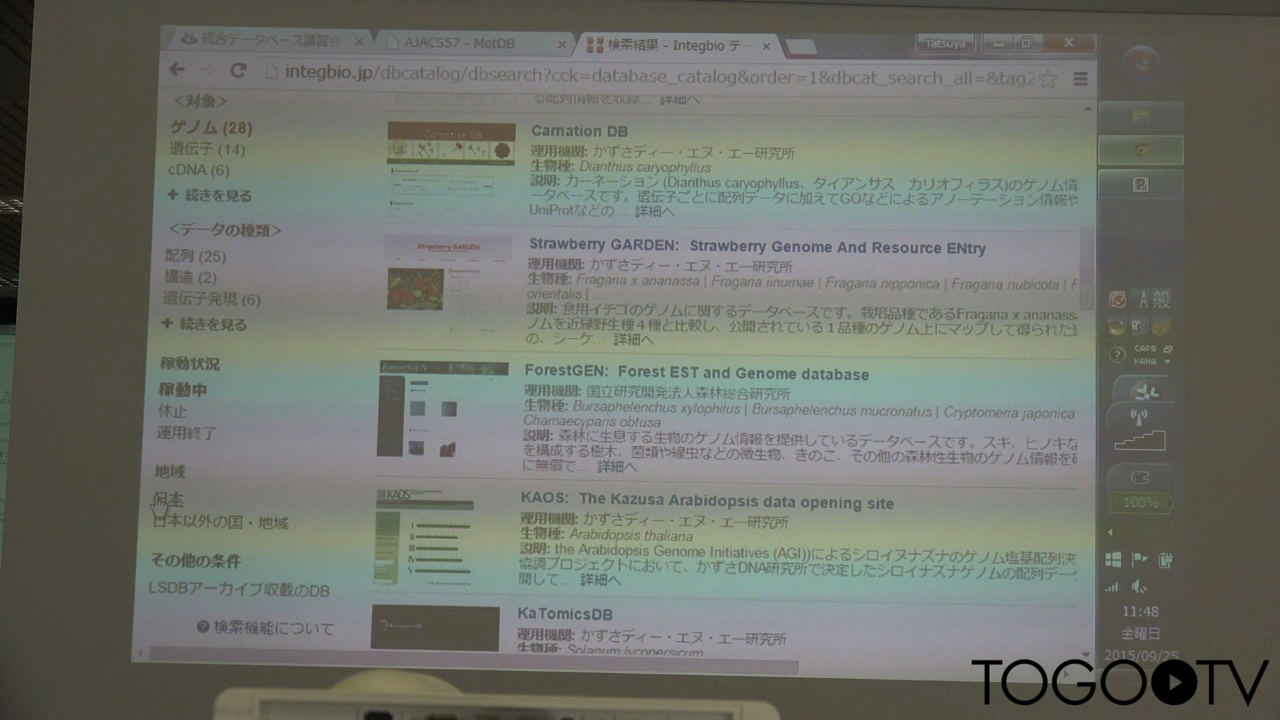 統合データベース講習会
AJACS57 - MotDB
検索結果 - Integbio デー
Tatsuya
integbio.jp/dbcatalog/dbsearch?cck=database_catalog&order=1&dbcat_search_all=&tag2
<対象>
ゲノム (28)
遺伝子 (14)
cDNA (6)
+ 続きを見る
<データの種類>
配列 (25)
構造 (2)
遺伝子発現 (6)
+ 続きを見る
稼動状況
稼動中
休止
運用終了
地域
日本
日本以外の国・地域
その他の条件
LSDBアーカイブ収載のDB
? 検索機能について
る配列情報を収録... 詳細へ
Carnation DB
運用機関: かずさディー・エヌ・エー研究所
生物種: Dianthus caryophyllus
説明: カーネーション (Dianthus caryophyllus、ダイアンサス カリオフィラス)のゲノム情
ータベースです。遺伝子ごとに配列データに加えてGOなどによるアノーテーション情報や
UniProtなどの... 詳細へ
Strawberry GARDEN: Strawberry Genome And Resource ENtry
運用機関: かずさディー・エヌ・エー研究所
生物種: Fragaria x ananassa | Fragaria iinumae | Fragaria nipponica | Fragaria nubicola | F
orientalis | ...
説明: 食用イチゴのゲノムに関するデータベースです。栽培品種であるFragaria x ananassa
ノムを近縁野生種４種と比較し、公開されている１品種のゲノム上にマップして得られた
の、シーケ... 詳細へ
ForestGEN: Forest EST and Genome database
運用機関: 国立研究開発法人森林総合研究所
生物種: Bursaphelenchus xylophilus | Bursaphelenchus mucronatus | Cryptomeria japonica
Chamaecyparis obtusa
説明: 森林に生息する生物のゲノム情報を提供しているデータベースです。スギ、ヒノキな
を構成する樹木、菌類や線虫などの微生物、きのこ、その他の森林性生物のゲノム情報を
に無償で... 詳細へ
KAOS
KAOS: The Kazusa Arabidopsis data opening site
運用機関: かずさディー・エヌ・エー研究所
生物種: Arabidopsis thaliana
説明: the Arabidopsis Genome Initiatives (AGI))によるシロイヌナズナのゲノム塩基配列決
協調プロジェクトにおいて、かずさDNA研究所で決定したシロイナズナゲノムの配列デー
開して... 詳細へ
KaTomicsDB
運用機関: かずさディー・エヌ・エー研究所
生物種: Solanum lycopersicum
A 般
CAPS
KANA
100%
11:48
金曜日
2015/09/25
TOGO TV